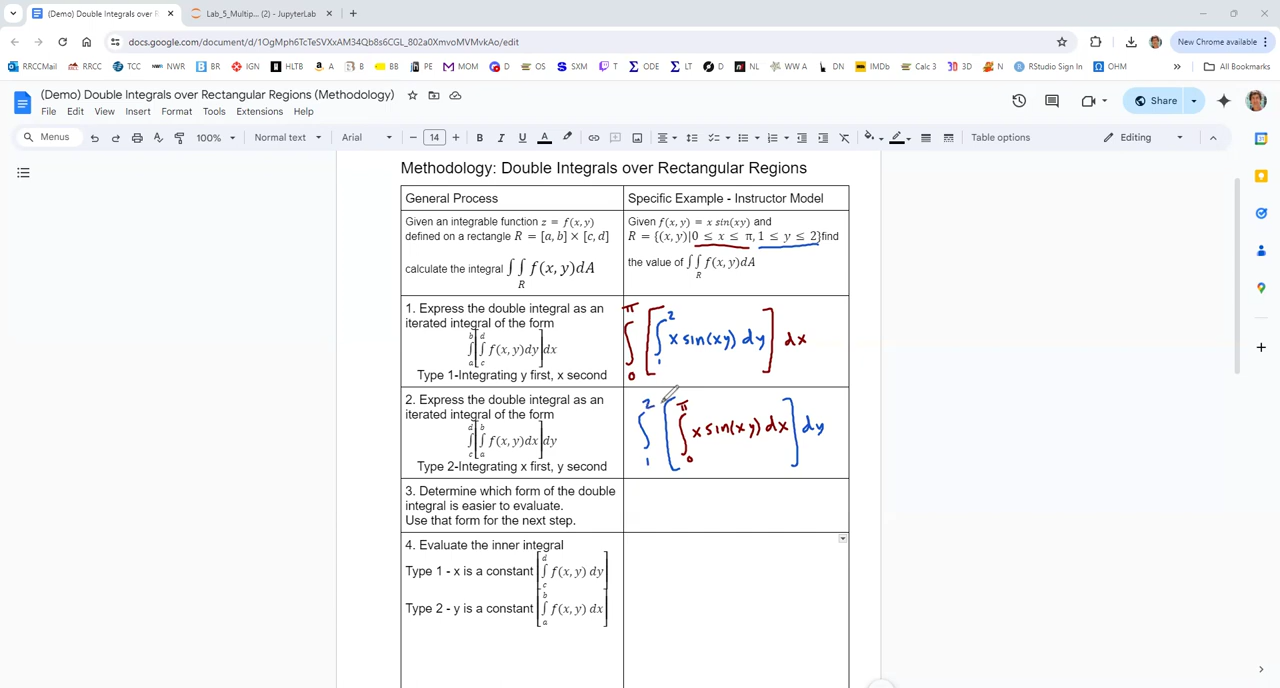 (Demo) Double Integrals over R
Lab_5_Multip... (2) - JupyterLab
docs.google.com/document/d/1OgMph6TcTeSVXxAM34Qb8s6CGL_802a0XmvoMVMvkAo/edit
New Chrome available
RRCCMail RRCC TCC NWR BR IGN HLTB A B BB PE MOM D OS SXM T ODE LT D NL WW A DN IMDb Calc 3 3D N RStudio Sign In OHM » All Bookmarks
(Demo) Double Integrals over Rectangular Regions (Methodology)
File Edit View Insert Format Tools Extensions Help
Share
Menus 100% Normal text Arial − 14 + B I U A Table options Editing
Methodology: Double Integrals over Rectangular Regions
General Process
Specific Example - Instructor Model
Given an integrable function z = f(x, y)
defined on a rectangle R = [a, b] × [c, d]
calculate the integral ∫ ∫ f(x, y)dA
R
Given f(x, y) = x sin(xy) and
R = {(x, y)|0 ≤ x ≤ π, 1 ≤ y ≤ 2}find
the value of ∫ ∫ f(x, y)dA
R
1. Express the double integral as an
iterated integral of the form
b d
∫[∫ f(x, y)dy]dx
a c
Type 1-Integrating y first, x second
π 2
∫[∫ x sin(xy) dy] dx
0 1
2. Express the double integral as an
iterated integral of the form
d b
∫[∫ f(x, y)dx]dy
c a
Type 2-Integrating x first, y second
2 π
∫[∫ x sin(xy) dx] dy
1 0
3. Determine which form of the double
integral is easier to evaluate.
Use that form for the next step.
4. Evaluate the inner integral
d
Type 1 - x is a constant [∫ f(x, y) dy]
c
b
Type 2 - y is a constant [∫ f(x, y) dx]
a